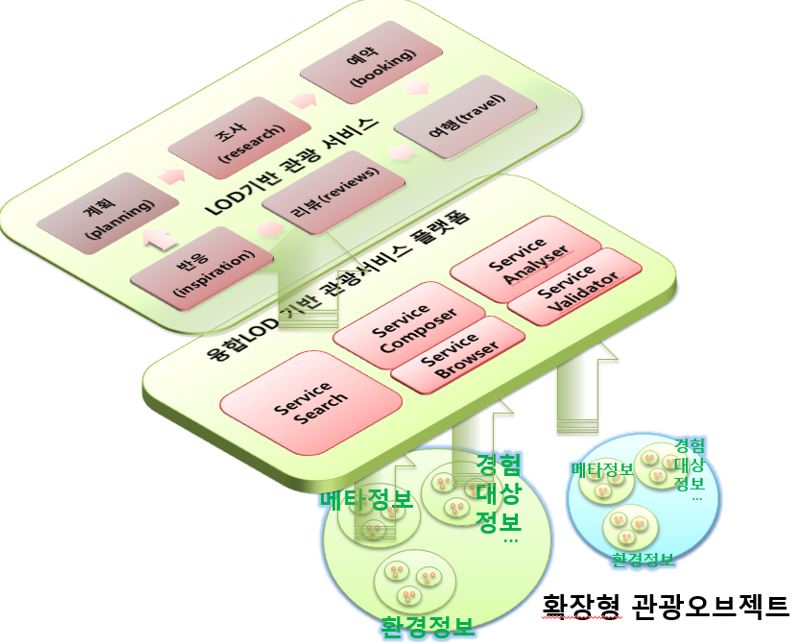 예약
(booking)
조사
(research)
여행(travel)
LOD기반 관광 서비스
계획
(planning)
리뷰(reviews)
반응
(inspiration)
융합LOD 기반 관광서비스 플랫폼
Service
Analyser
Service
Validator
Service
Composer
Service
Browser
Service
Search
메타정보
경험
대상
정보
...
환경정보
메타정보
경험
대상
정보
...
환경정보
확장형 관광오브젝트